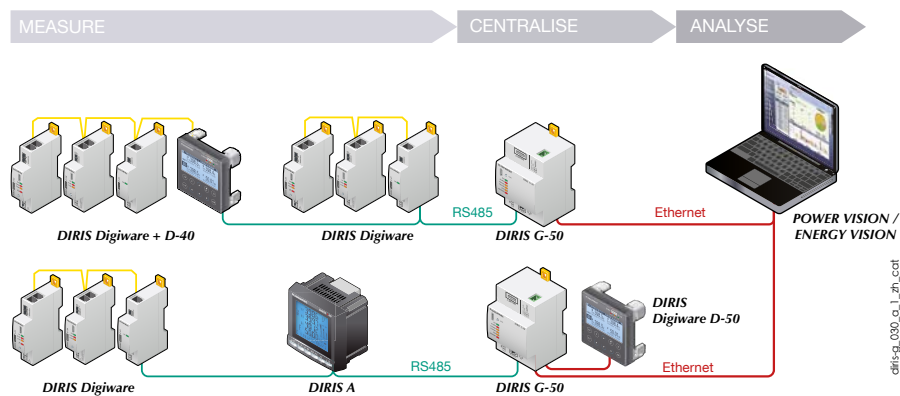 MEASURE
CENTRALISE
ANALYSE
RS485
Ethernet
DIRIS Digiware + D-40
DIRIS Digiware
DIRIS G-50
POWER VISION /
ENERGY VISION
DIRIS
Digiware D-50
RS485
Ethernet
DIRIS Digiware
DIRIS A
DIRIS G-50
diris-g_030_a_1_zh_cat